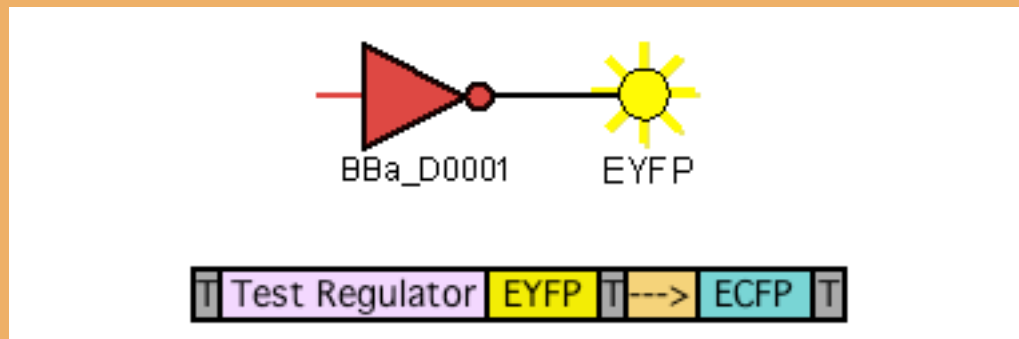 BBa_D0001 EYFP
T Test Regulator EYFP T ---> ECFP T